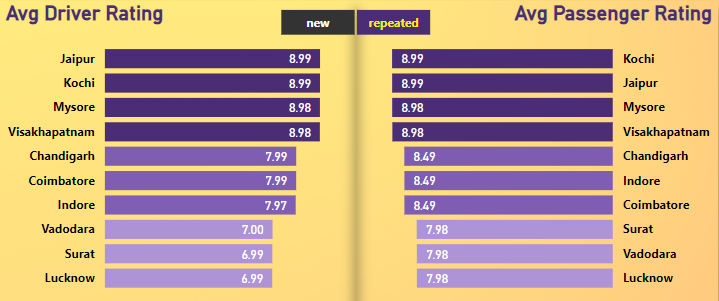 Avg Driver Rating
new
repeated
Avg Passenger Rating
Jaipur 8.99
Kochi 8.99
Mysore 8.98
Visakhapatnam 8.98
Chandigarh 7.99
Coimbatore 7.99
Indore 7.97
Vadodara 7.00
Surat 6.99
Lucknow 6.99
8.99 Kochi
8.99 Jaipur
8.98 Mysore
8.98 Visakhapatnam
8.49 Chandigarh
8.49 Indore
8.49 Coimbatore
7.98 Surat
7.98 Vadodara
7.98 Lucknow